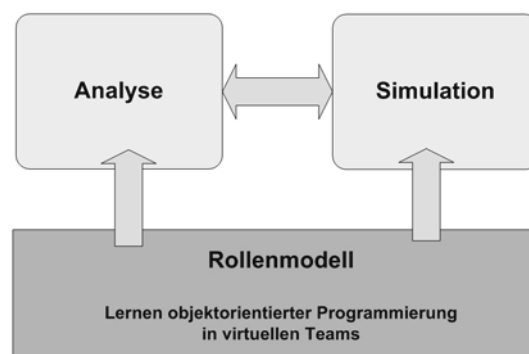 Analyse
Simulation
Rollenmodell
Lernen objektorientierter Programmierung
in virtuellen Teams